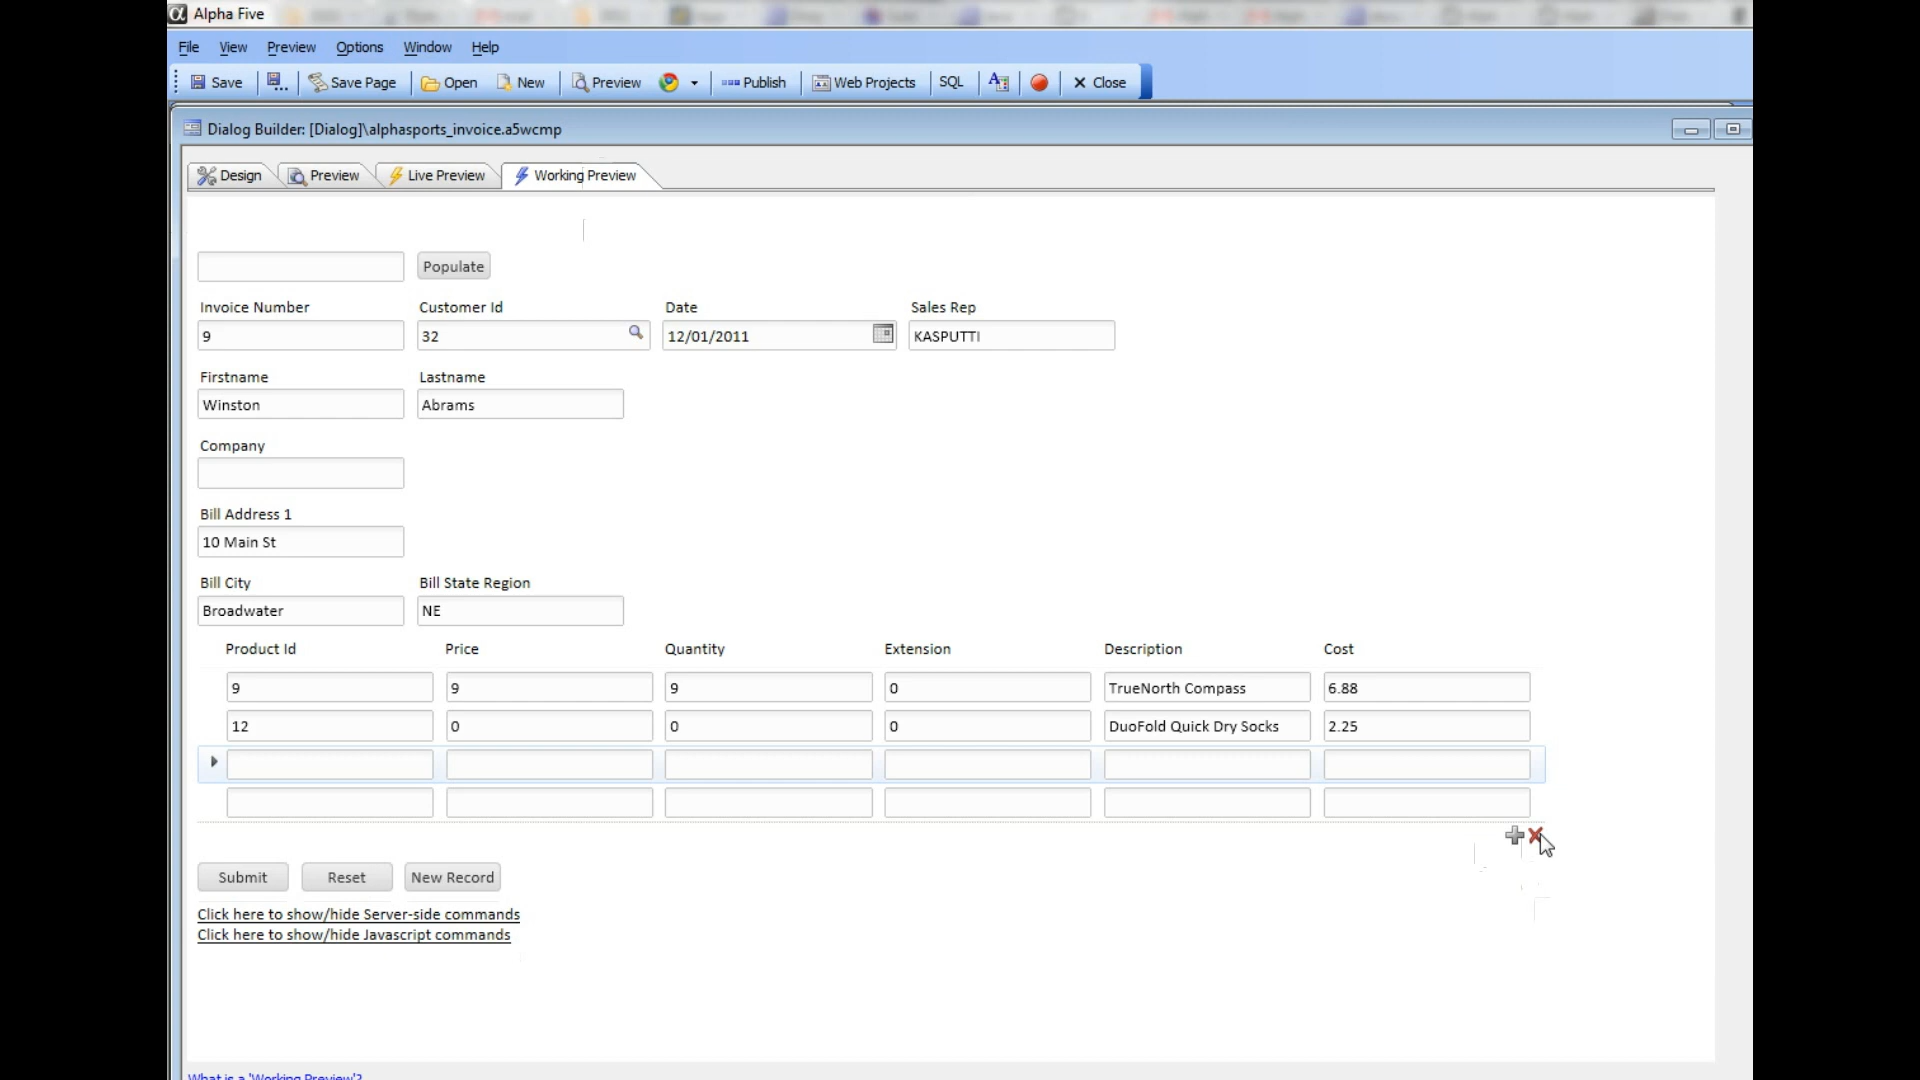 Alpha Five
File View Preview Options Window Help
Save Save Page Open New Preview Publish Web Projects SQL Close
Dialog Builder: [Dialog]\alphasports_invoice.a5wcmp
Design Preview Live Preview Working Preview
Populate
Invoice Number Customer Id Date Sales Rep
9 32 12/01/2011 KASPUTTI
Firstname Lastname
Winston Abrams
Company
Bill Address 1
10 Main St
Bill City Bill State Region
Broadwater NE
Product Id Price Quantity Extension Description Cost
9 9 9 0 TrueNorth Compass 6.88
12 0 0 0 DuoFold Quick Dry Socks 2.25
Submit Reset New Record
Click here to show/hide Server-side commands
Click here to show/hide Javascript commands
What is a 'Working Preview'?